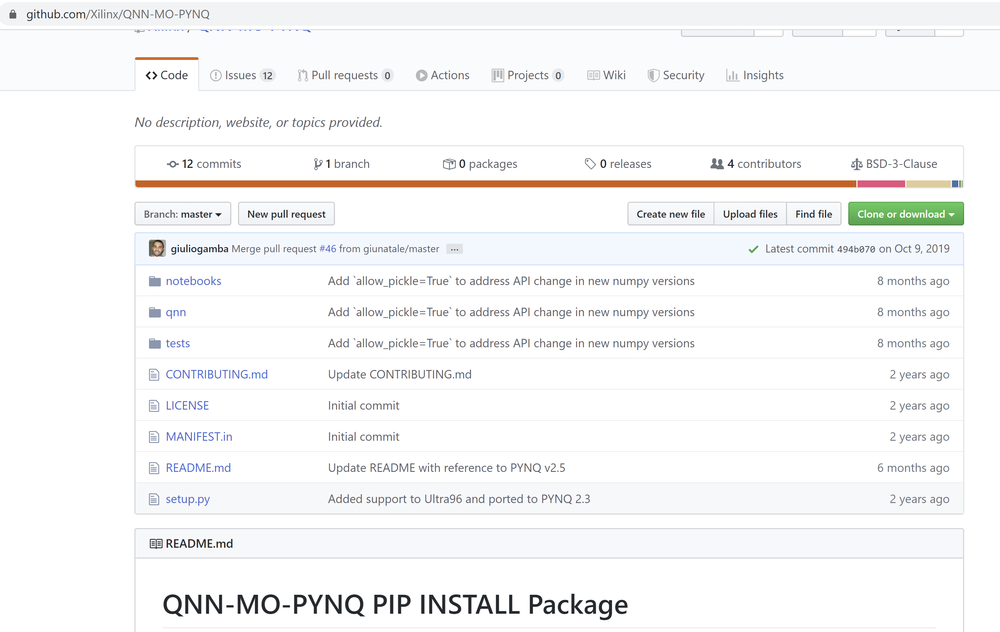 github.com/Xilinx/QNN-MO-PYNQ
Code Issues 12 Pull requests 0 Actions Projects 0 Wiki Security Insights
No description, website, or topics provided.
12 commits 1 branch 0 packages 0 releases 4 contributors BSD-3-Clause
Branch: master New pull request Create new file Upload files Find file Clone or download
giuliogamba Merge pull request #46 from giunatale/master ... Latest commit 494b070 on Oct 9, 2019
notebooks Add `allow_pickle=True` to address API change in new numpy versions 8 months ago
qnn Add `allow_pickle=True` to address API change in new numpy versions 8 months ago
tests Add `allow_pickle=True` to address API change in new numpy versions 8 months ago
CONTRIBUTING.md Update CONTRIBUTING.md 2 years ago
LICENSE Initial commit 2 years ago
MANIFEST.in Initial commit 2 years ago
README.md Update README with reference to PYNQ v2.5 6 months ago
setup.py Added support to Ultra96 and ported to PYNQ 2.3 2 years ago
README.md
QNN-MO-PYNQ PIP INSTALL Package